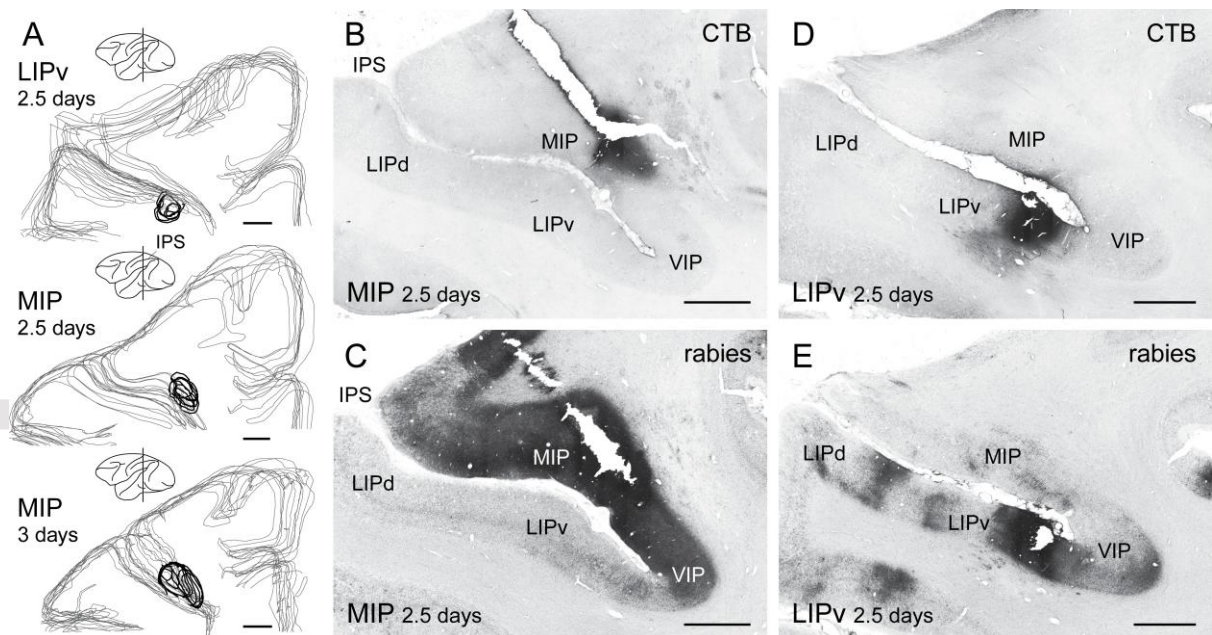 A
LIPv
2.5 days
IPS
MIP
2.5 days
MIP
3 days
B
CTB
IPS
MIP
LIPd
LIPv
VIP
MIP 2.5 days
C
rabies
IPS
MIP
LIPd
LIPv
VIP
MIP 2.5 days
D
CTB
MIP
LIPd
LIPv
VIP
LIPv 2.5 days
E
rabies
LIPd
MIP
LIPv
VIP
LIPv 2.5 days